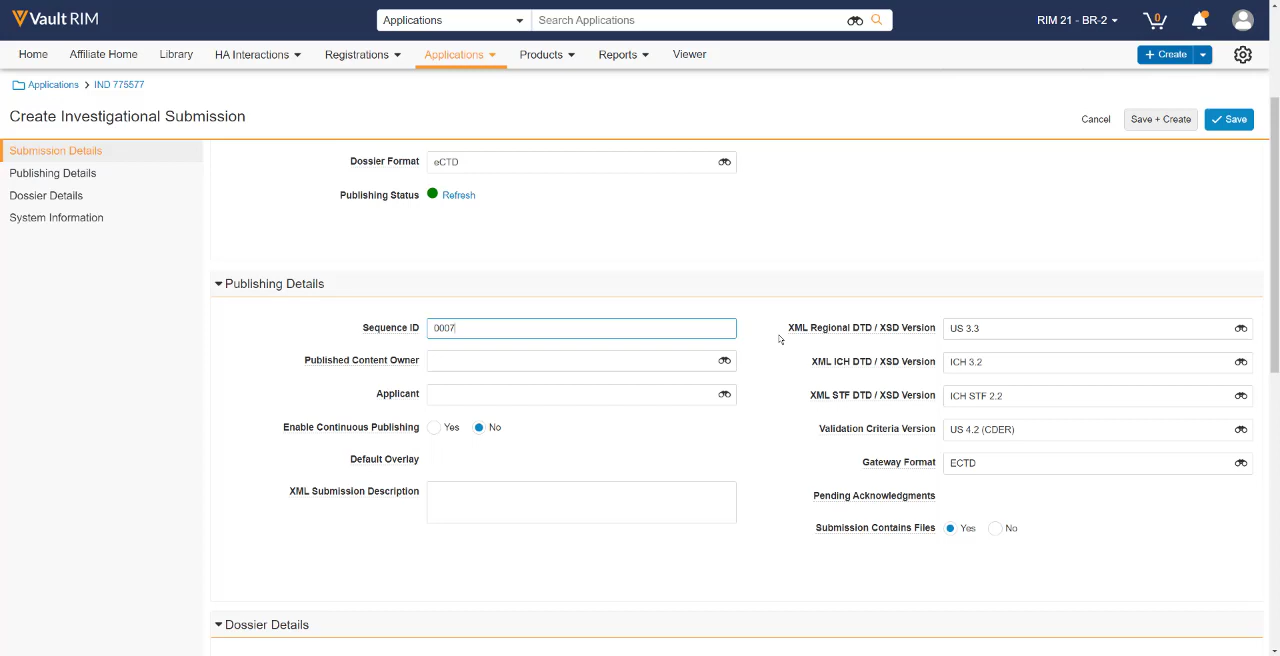 Vault RIM
Applications
Search Applications
RIM 21 - BR-2
0
Home
Affiliate Home
Library
HA Interactions
Registrations
Applications
Products
Reports
Viewer
Create
Applications
IND 775577
Create Investigational Submission
Cancel
Save + Create
Save
Submission Details
Publishing Details
Dossier Details
System Information
Dossier Format
eCTD
Publishing Status
Refresh
Publishing Details
Sequence ID
0007
Published Content Owner
Applicant
Enable Continuous Publishing
Yes
No
Default Overlay
XML Submission Description
XML Regional DTD / XSD Version
US 3.3
XML ICH DTD / XSD Version
ICH 3.2
XML STF DTD / XSD Version
ICH STF 2.2
Validation Criteria Version
US 4.2 (CDER)
Gateway Format
ECTD
Pending Acknowledgments
Submission Contains Files
Yes
No
Dossier Details